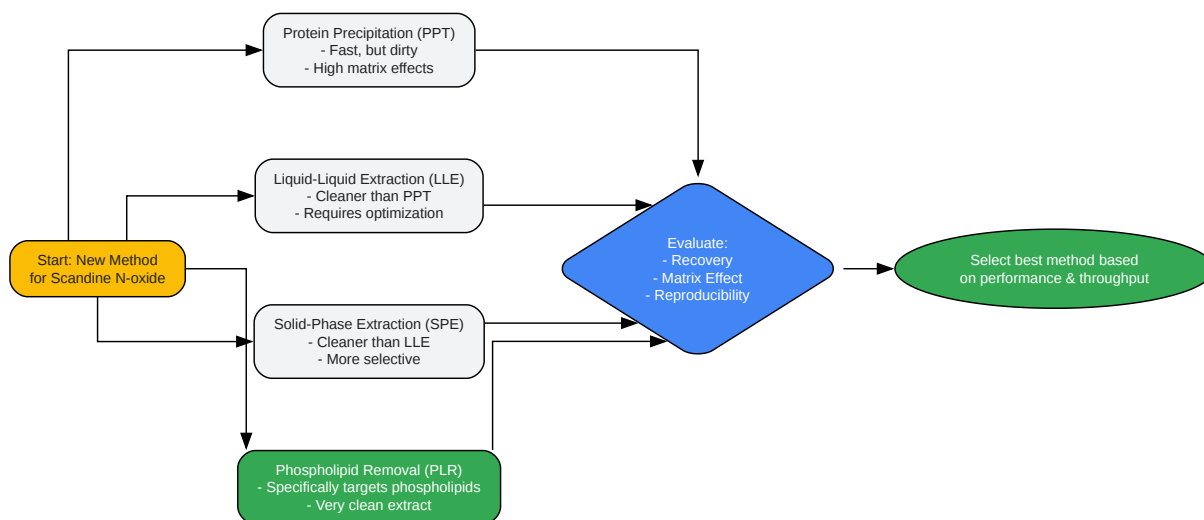 Protein Precipitation (PPT)
- Fast, but dirty
- High matrix effects
Liquid-Liquid Extraction (LLE)
- Cleaner than PPT
- Requires optimization
Start: New Method
for Scandine N-oxide
Evaluate:
- Recovery
- Matrix Effect
- Reproducibility
Select best method based
on performance & throughput
Solid-Phase Extraction (SPE)
- Cleaner than LLE
- More selective
Phospholipid Removal (PLR)
- Specifically targets phospholipids
- Very clean extract